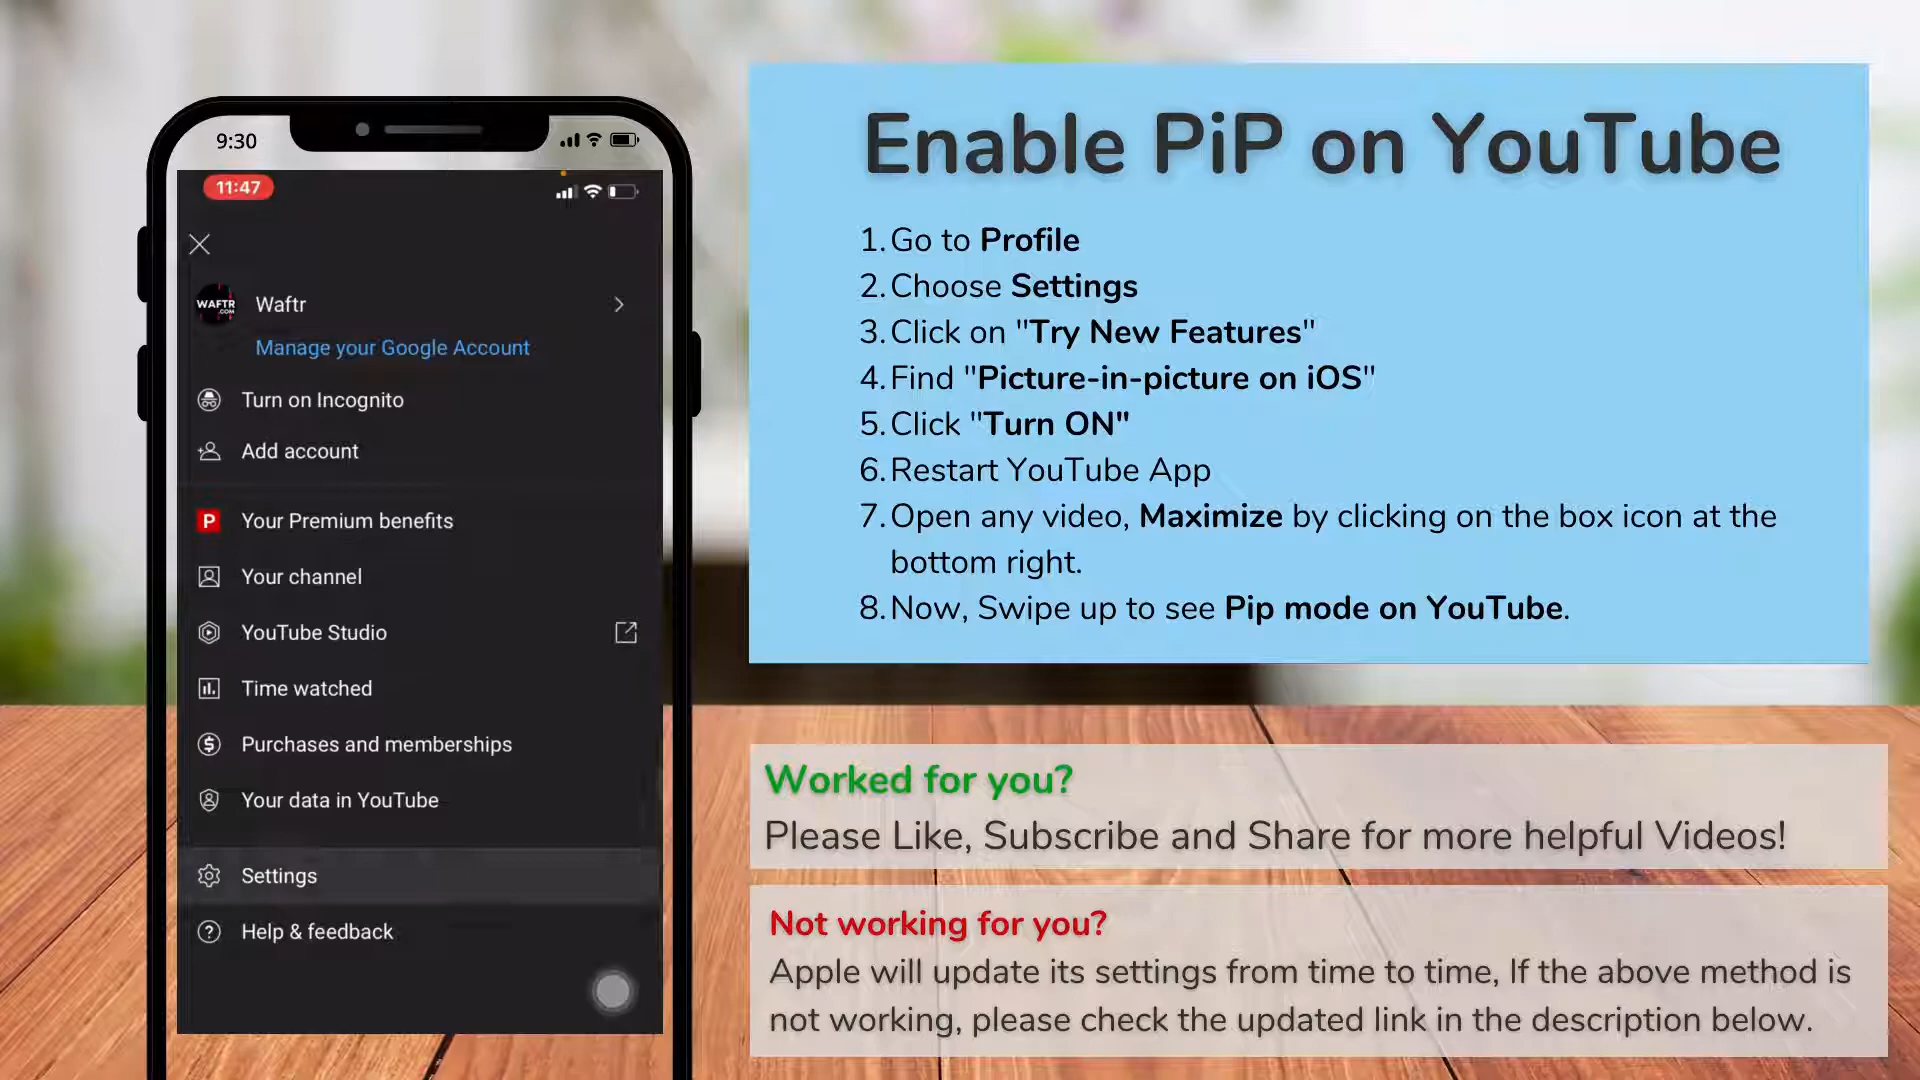 9:30
11:47
WAFTR
.COM
Waftr
Manage your Google Account
Turn on Incognito
Add account
P
Your Premium benefits
Your channel
YouTube Studio
Time watched
Purchases and memberships
Your data in YouTube
Settings
Help & feedback
Enable PiP on YouTube
1. Go to Profile
2. Choose Settings
3. Click on "Try New Features"
4. Find "Picture-in-picture on iOS"
5. Click "Turn ON"
6. Restart YouTube App
7. Open any video, Maximize by clicking on the box icon at the
bottom right.
8. Now, Swipe up to see Pip mode on YouTube.
Worked for you?
Please Like, Subscribe and Share for more helpful Videos!
Not working for you?
Apple will update its settings from time to time, If the above method is
not working, please check the updated link in the description below.